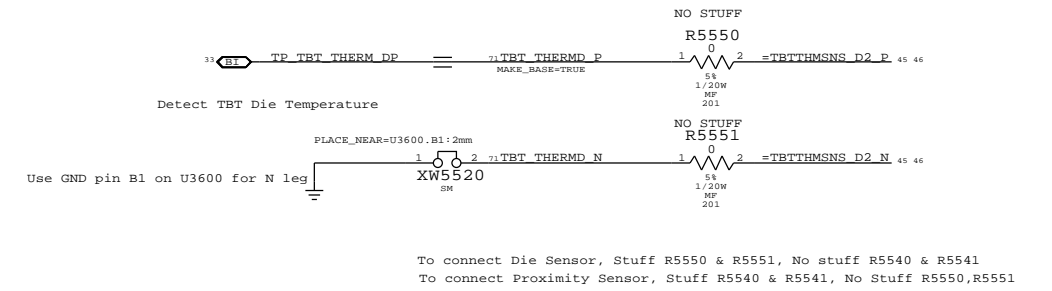 NO STUFF
R5550
0
33 BI TP_TBT_THERM_DP 71 TBT_THERMD_P 1 2 =TBTTHMSNS_D2_P 45 46
MAKE_BASE=TRUE
5%
1/20W
MF
201
Detect TBT Die Temperature
NO STUFF
R5551
PLACE_NEAR=U3600.B1:2mm
0
1 2 71 TBT_THERMD_N 1 2 =TBTTHMSNS_D2_N 45 46
XW5520
SM
5%
1/20W
MF
201
Use GND pin B1 on U3600 for N leg
To connect Die Sensor, Stuff R5550 & R5551, No stuff R5540 & R5541
To connect Proximity Sensor, Stuff R5540 & R5541, No Stuff R5550,R5551